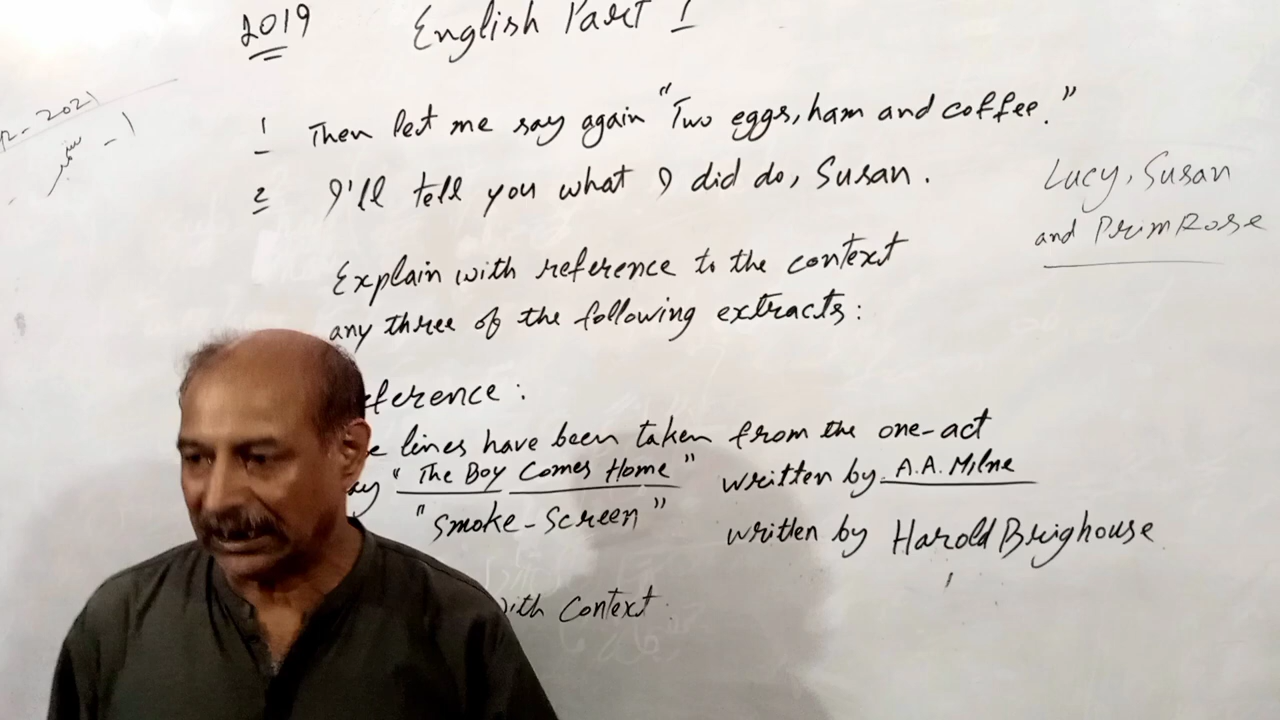 2019 English Part I
-2021
1 Then let me say again "Two eggs, ham and coffee."
2 I'll tell you what I did do, Susan.
Lucy, Susan
and PrimRose
Explain with reference to the context
any three of the following extracts:
ference:
e lines have been taken from the one-act
ay "The Boy Comes Home" written by A.A. Milne
"Smoke-Screen" written by Harold Brighouse
with Context